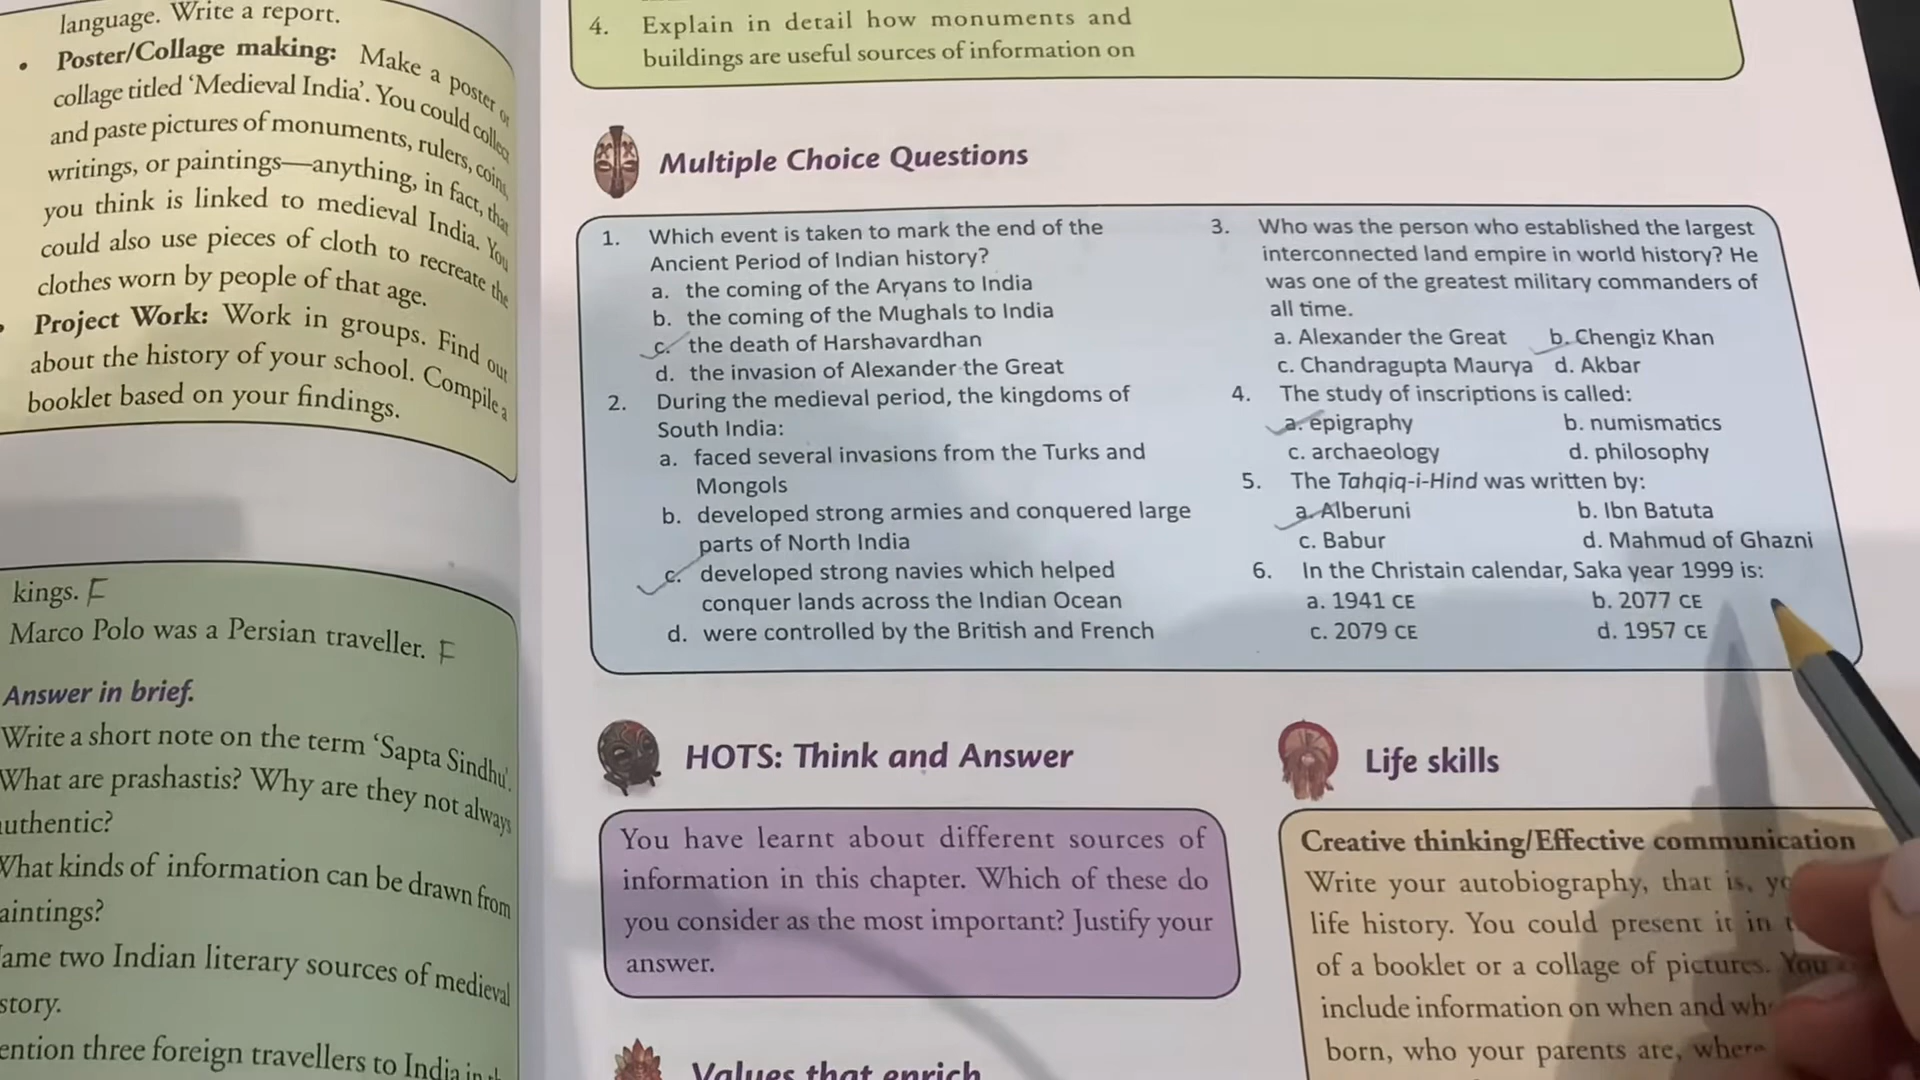 language. Write a report.
• Poster/Collage making: Make a poster or
collage titled ‘Medieval India’. You could collect
and paste pictures of monuments, rulers, coins,
writings, or paintings—anything, in fact, that
you think is linked to medieval India. You
could also use pieces of cloth to recreate the
clothes worn by people of that age.
Project Work: Work in groups. Find out
about the history of your school. Compile a
booklet based on your findings.
kings. F
Marco Polo was a Persian traveller. F
Answer in brief.
Write a short note on the term ‘Sapta Sindhu’.
What are prashastis? Why are they not always
uthentic?
What kinds of information can be drawn from
aintings?
ame two Indian literary sources of medieval
story.
ention three foreign travellers to India in
4. Explain in detail how monuments and
buildings are useful sources of information on
Multiple Choice Questions
1. Which event is taken to mark the end of the
Ancient Period of Indian history?
a. the coming of the Aryans to India
b. the coming of the Mughals to India
c. the death of Harshavardhan
d. the invasion of Alexander the Great
2. During the medieval period, the kingdoms of
South India:
a. faced several invasions from the Turks and
Mongols
b. developed strong armies and conquered large
parts of North India
c. developed strong navies which helped
conquer lands across the Indian Ocean
d. were controlled by the British and French
3. Who was the person who established the largest
interconnected land empire in world history? He
was one of the greatest military commanders of
all time.
a. Alexander the Great b. Chengiz Khan
c. Chandragupta Maurya d. Akbar
4. The study of inscriptions is called:
a. epigraphy b. numismatics
c. archaeology d. philosophy
5. The Tahqiq-i-Hind was written by:
a. Alberuni b. Ibn Batuta
c. Babur d. Mahmud of Ghazni
6. In the Christain calendar, Saka year 1999 is:
a. 1941 CE b. 2077 CE
c. 2079 CE d. 1957 CE
HOTS: Think and Answer
You have learnt about different sources of
information in this chapter. Which of these do
you consider as the most important? Justify your
answer.
Life skills
Creative thinking/Effective communication
Write your autobiography, that is,
life history. You could present it in
of a booklet or a collage of pictures. You
include information on when and
born, who your parents are, where
Values that enrich